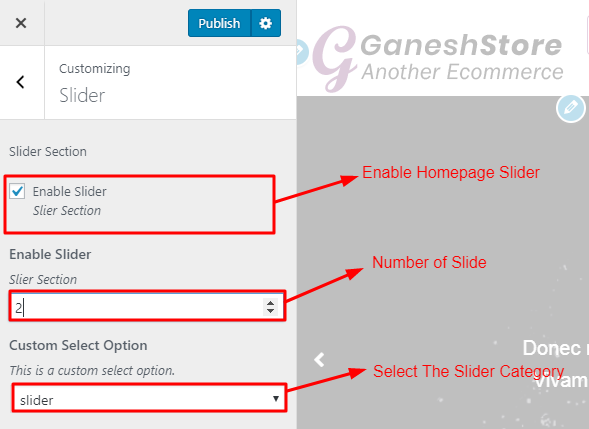 Publish
Customizing
Slider
GaneshStore
Another Ecommerce
Slider Section
Enable Slider
Slier Section
Enable Homepage Slider
Enable Slider
Slier Section
2
Number of Slide
Custom Select Option
This is a custom select option.
slider
Select The Slider Category
Donec
vivam